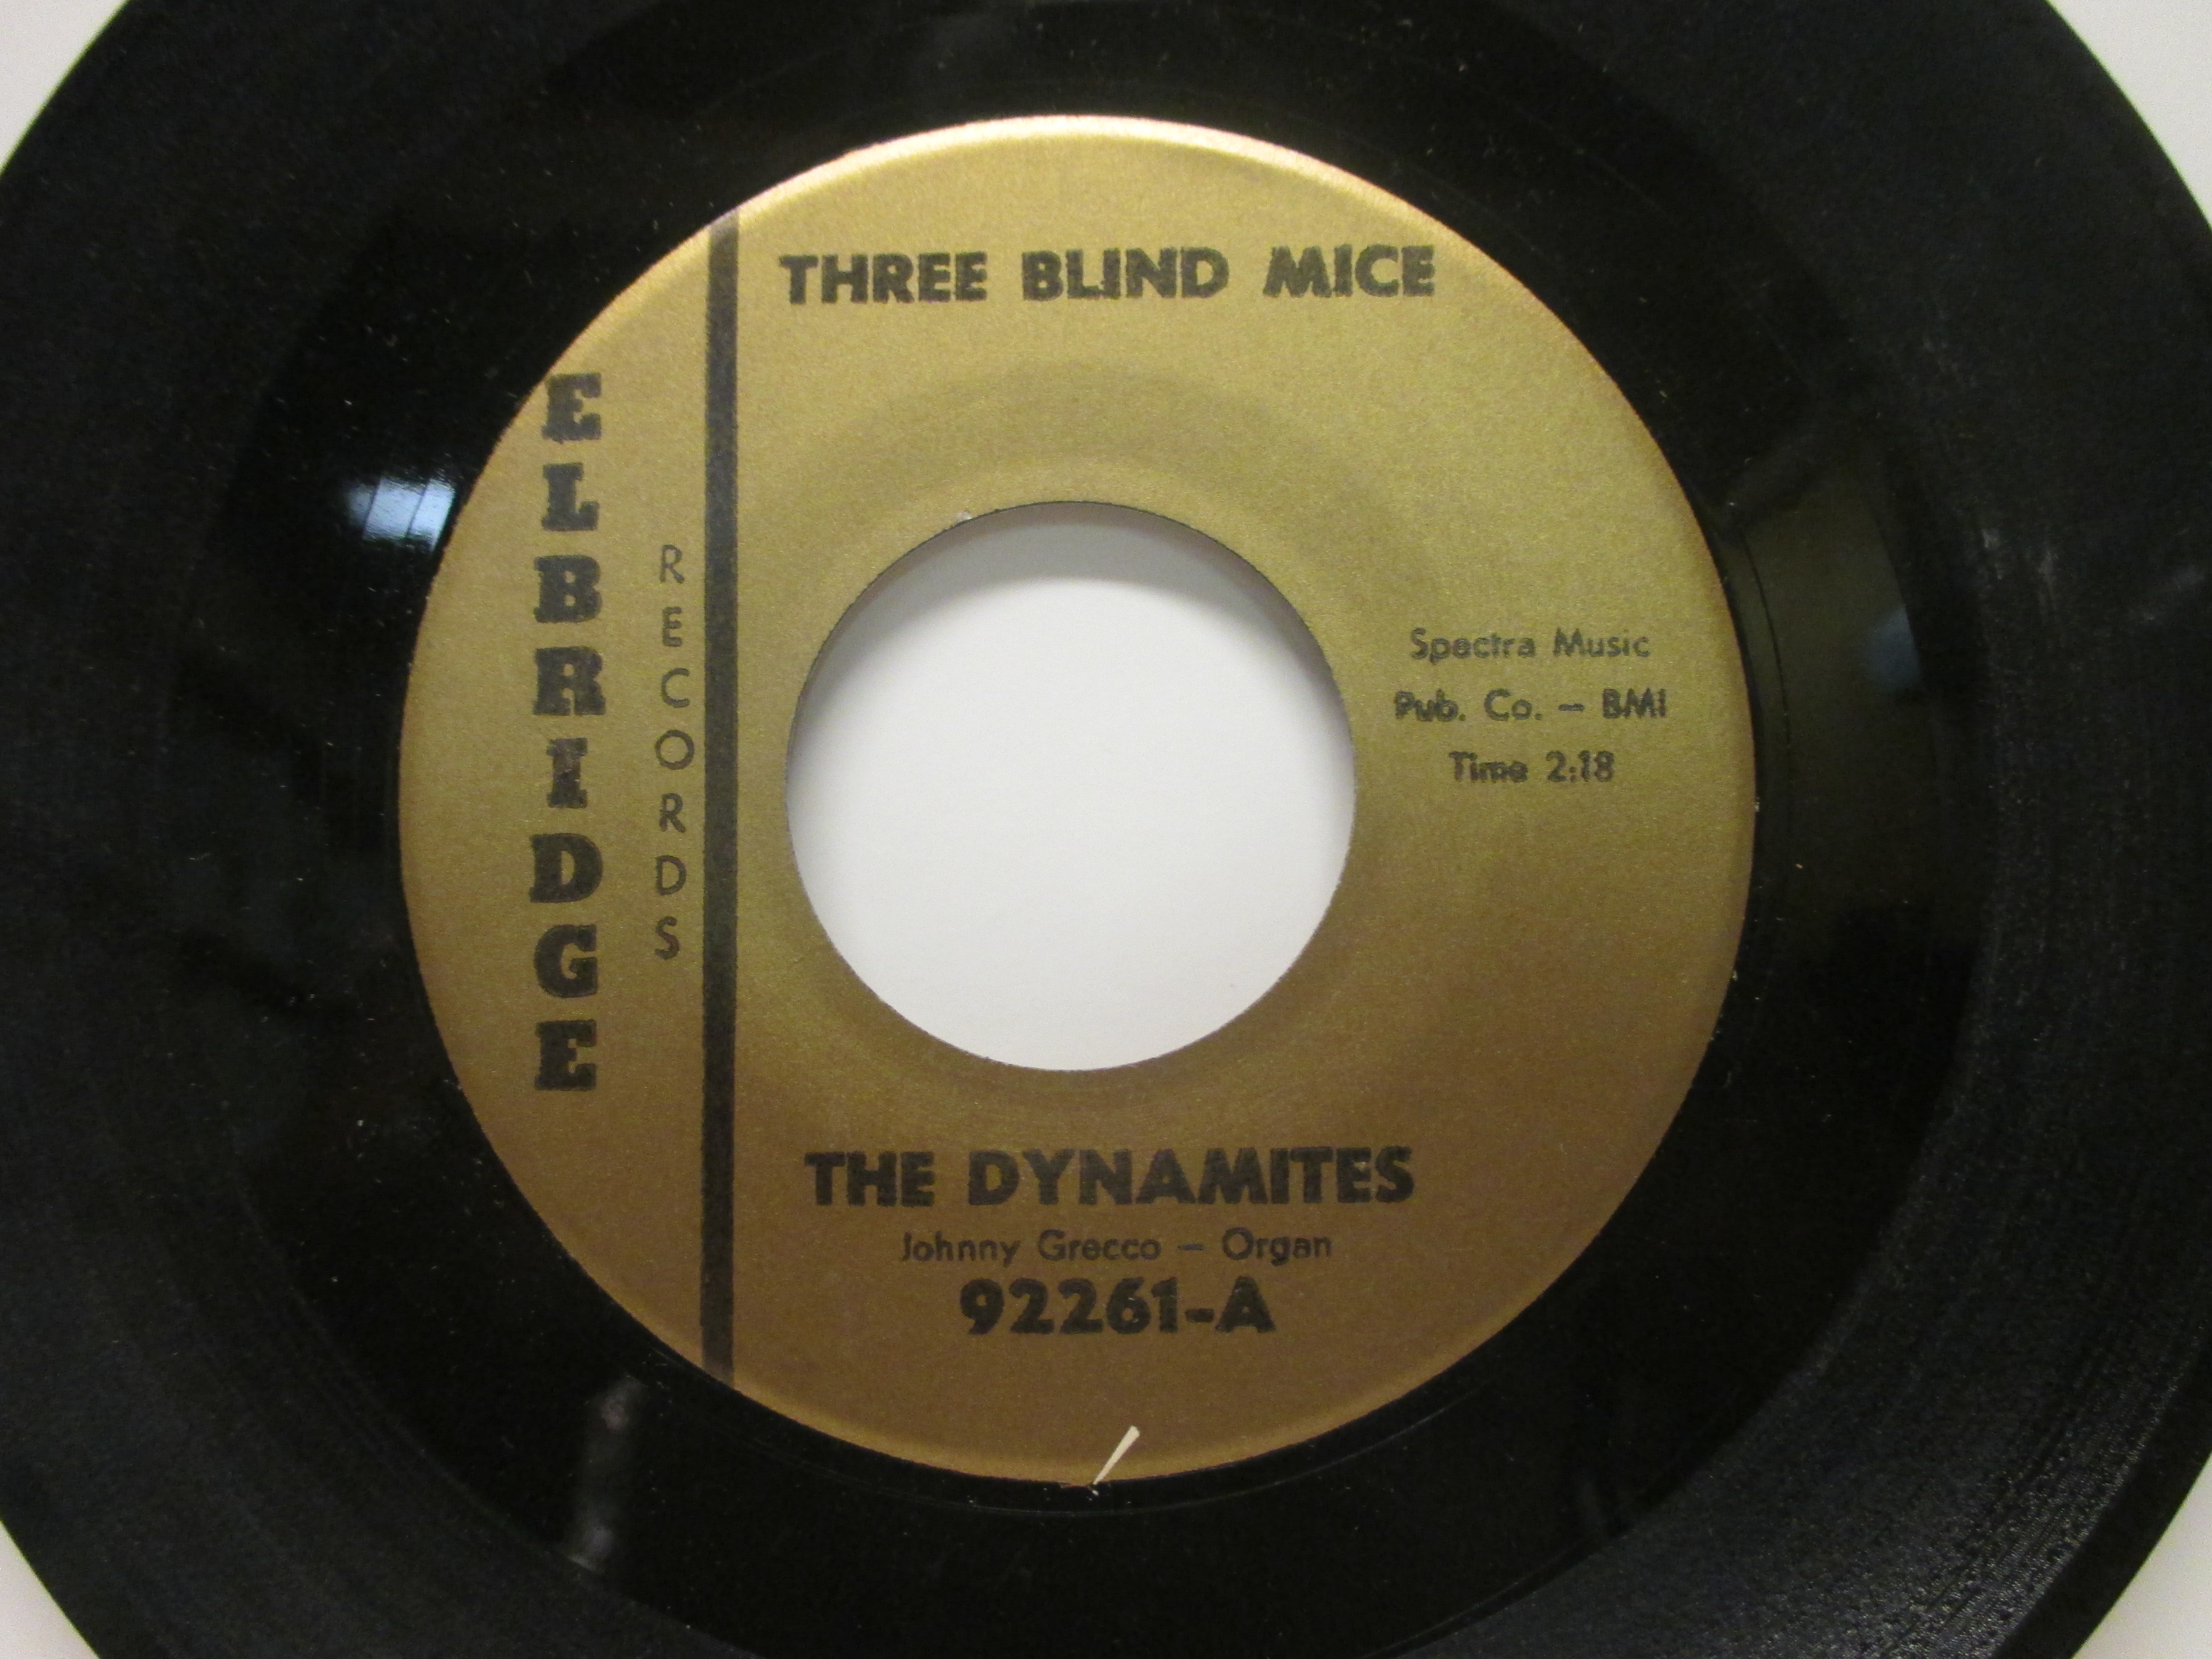 THREE BLIND MICE
ELBRIDGE
RECORDS
Spectra Music
Pub. Co. — BMI
Time 2:18
THE DYNAMITES
Johnny Grecco — Organ
92261-A